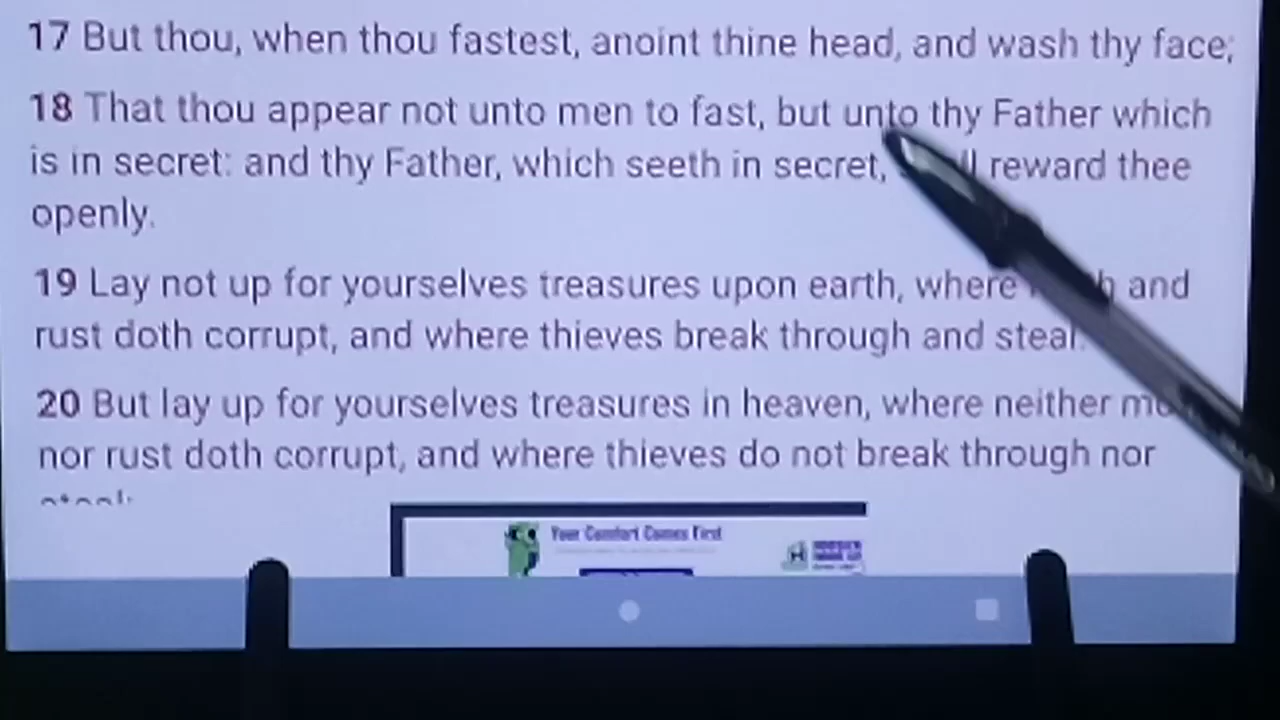 17 But thou, when thou fastest, anoint thine head, and wash thy face;
18 That thou appear not unto men to fast, but unto thy Father which
is in secret: and thy Father, which seeth in secret, reward thee
openly.
19 Lay not up for yourselves treasures upon earth, where and
rust doth corrupt, and where thieves break through and steal
20 But lay up for yourselves treasures in heaven, where neither
nor rust doth corrupt, and where thieves do not break through nor
Your Comfort Comes First